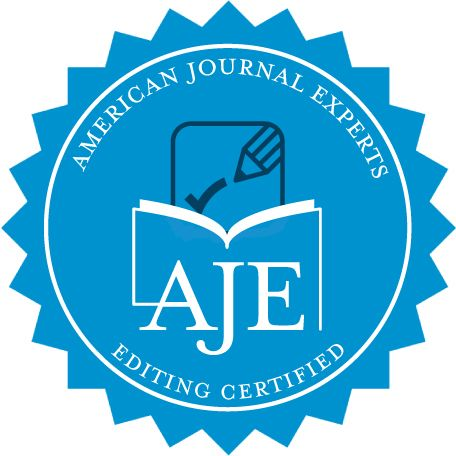 AMERICAN JOURNAL EXPERTS
AJE
EDITING CERTIFIED